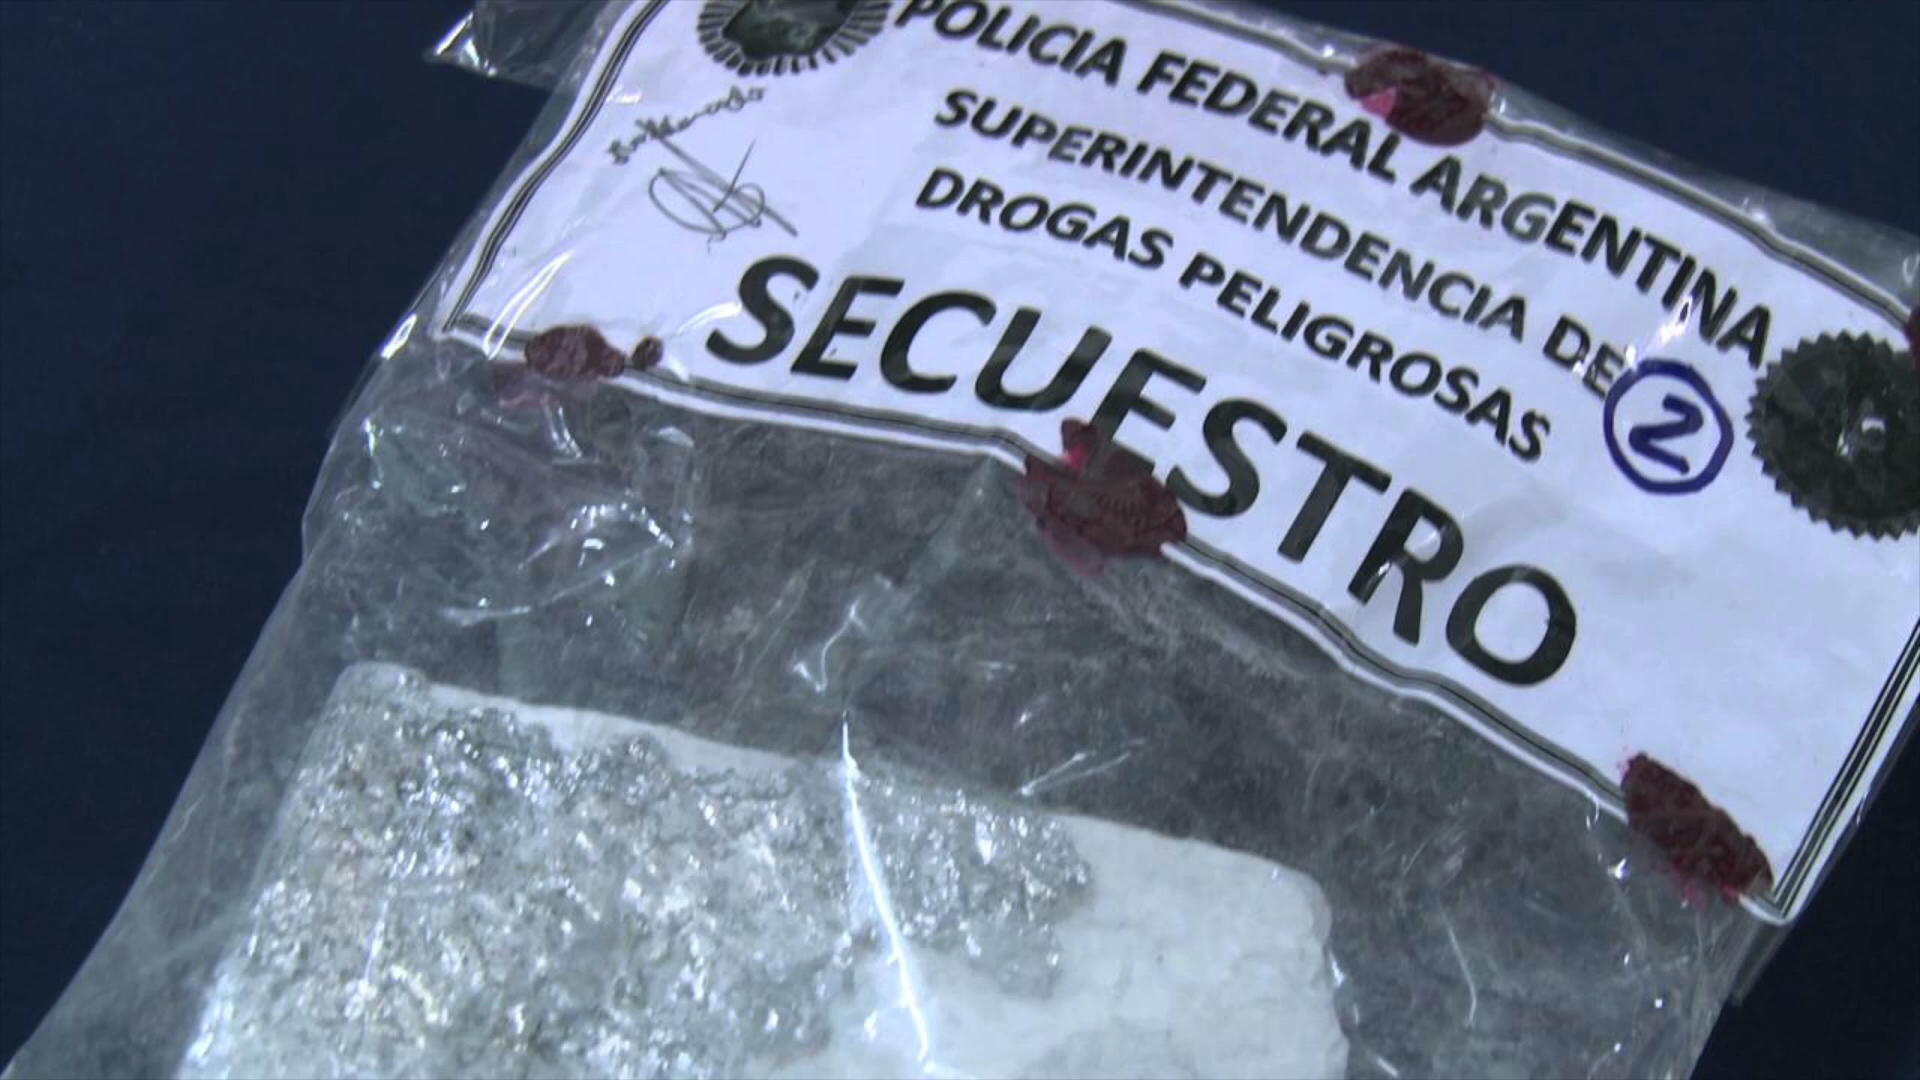 POLICIA FEDERAL ARGENTINA
SUPERINTENDENCIA DE
DROGAS PELIGROSAS
2
SECUESTRO